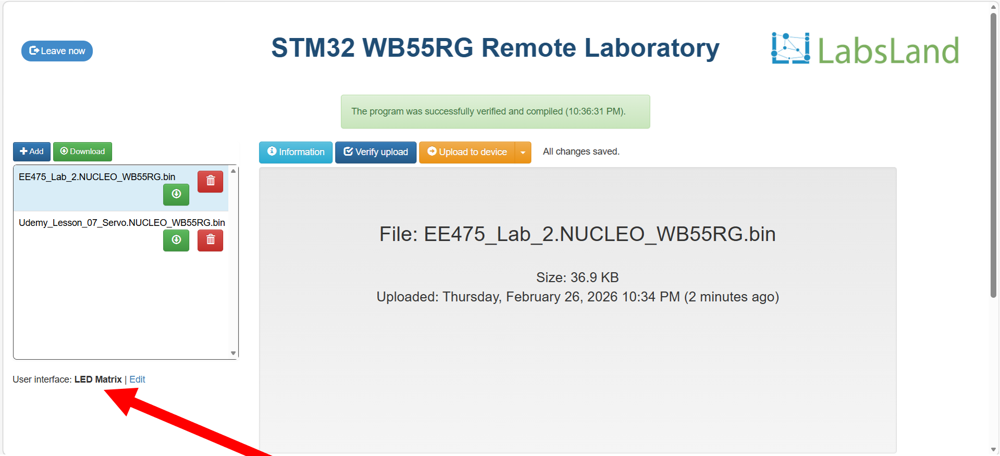 Leave now
STM32 WB55RG Remote Laboratory
LabsLand
The program was successfully verified and compiled (10:36:31 PM).
Add
Download
Information
Verify upload
Upload to device
All changes saved.
EE475_Lab_2.NUCLEO_WB55RG.bin
Udemy_Lesson_07_Servo.NUCLEO_WB55RG.bin
File: EE475_Lab_2.NUCLEO_WB55RG.bin
Size: 36.9 KB
Uploaded: Thursday, February 26, 2026 10:34 PM (2 minutes ago)
User interface: LED Matrix | Edit